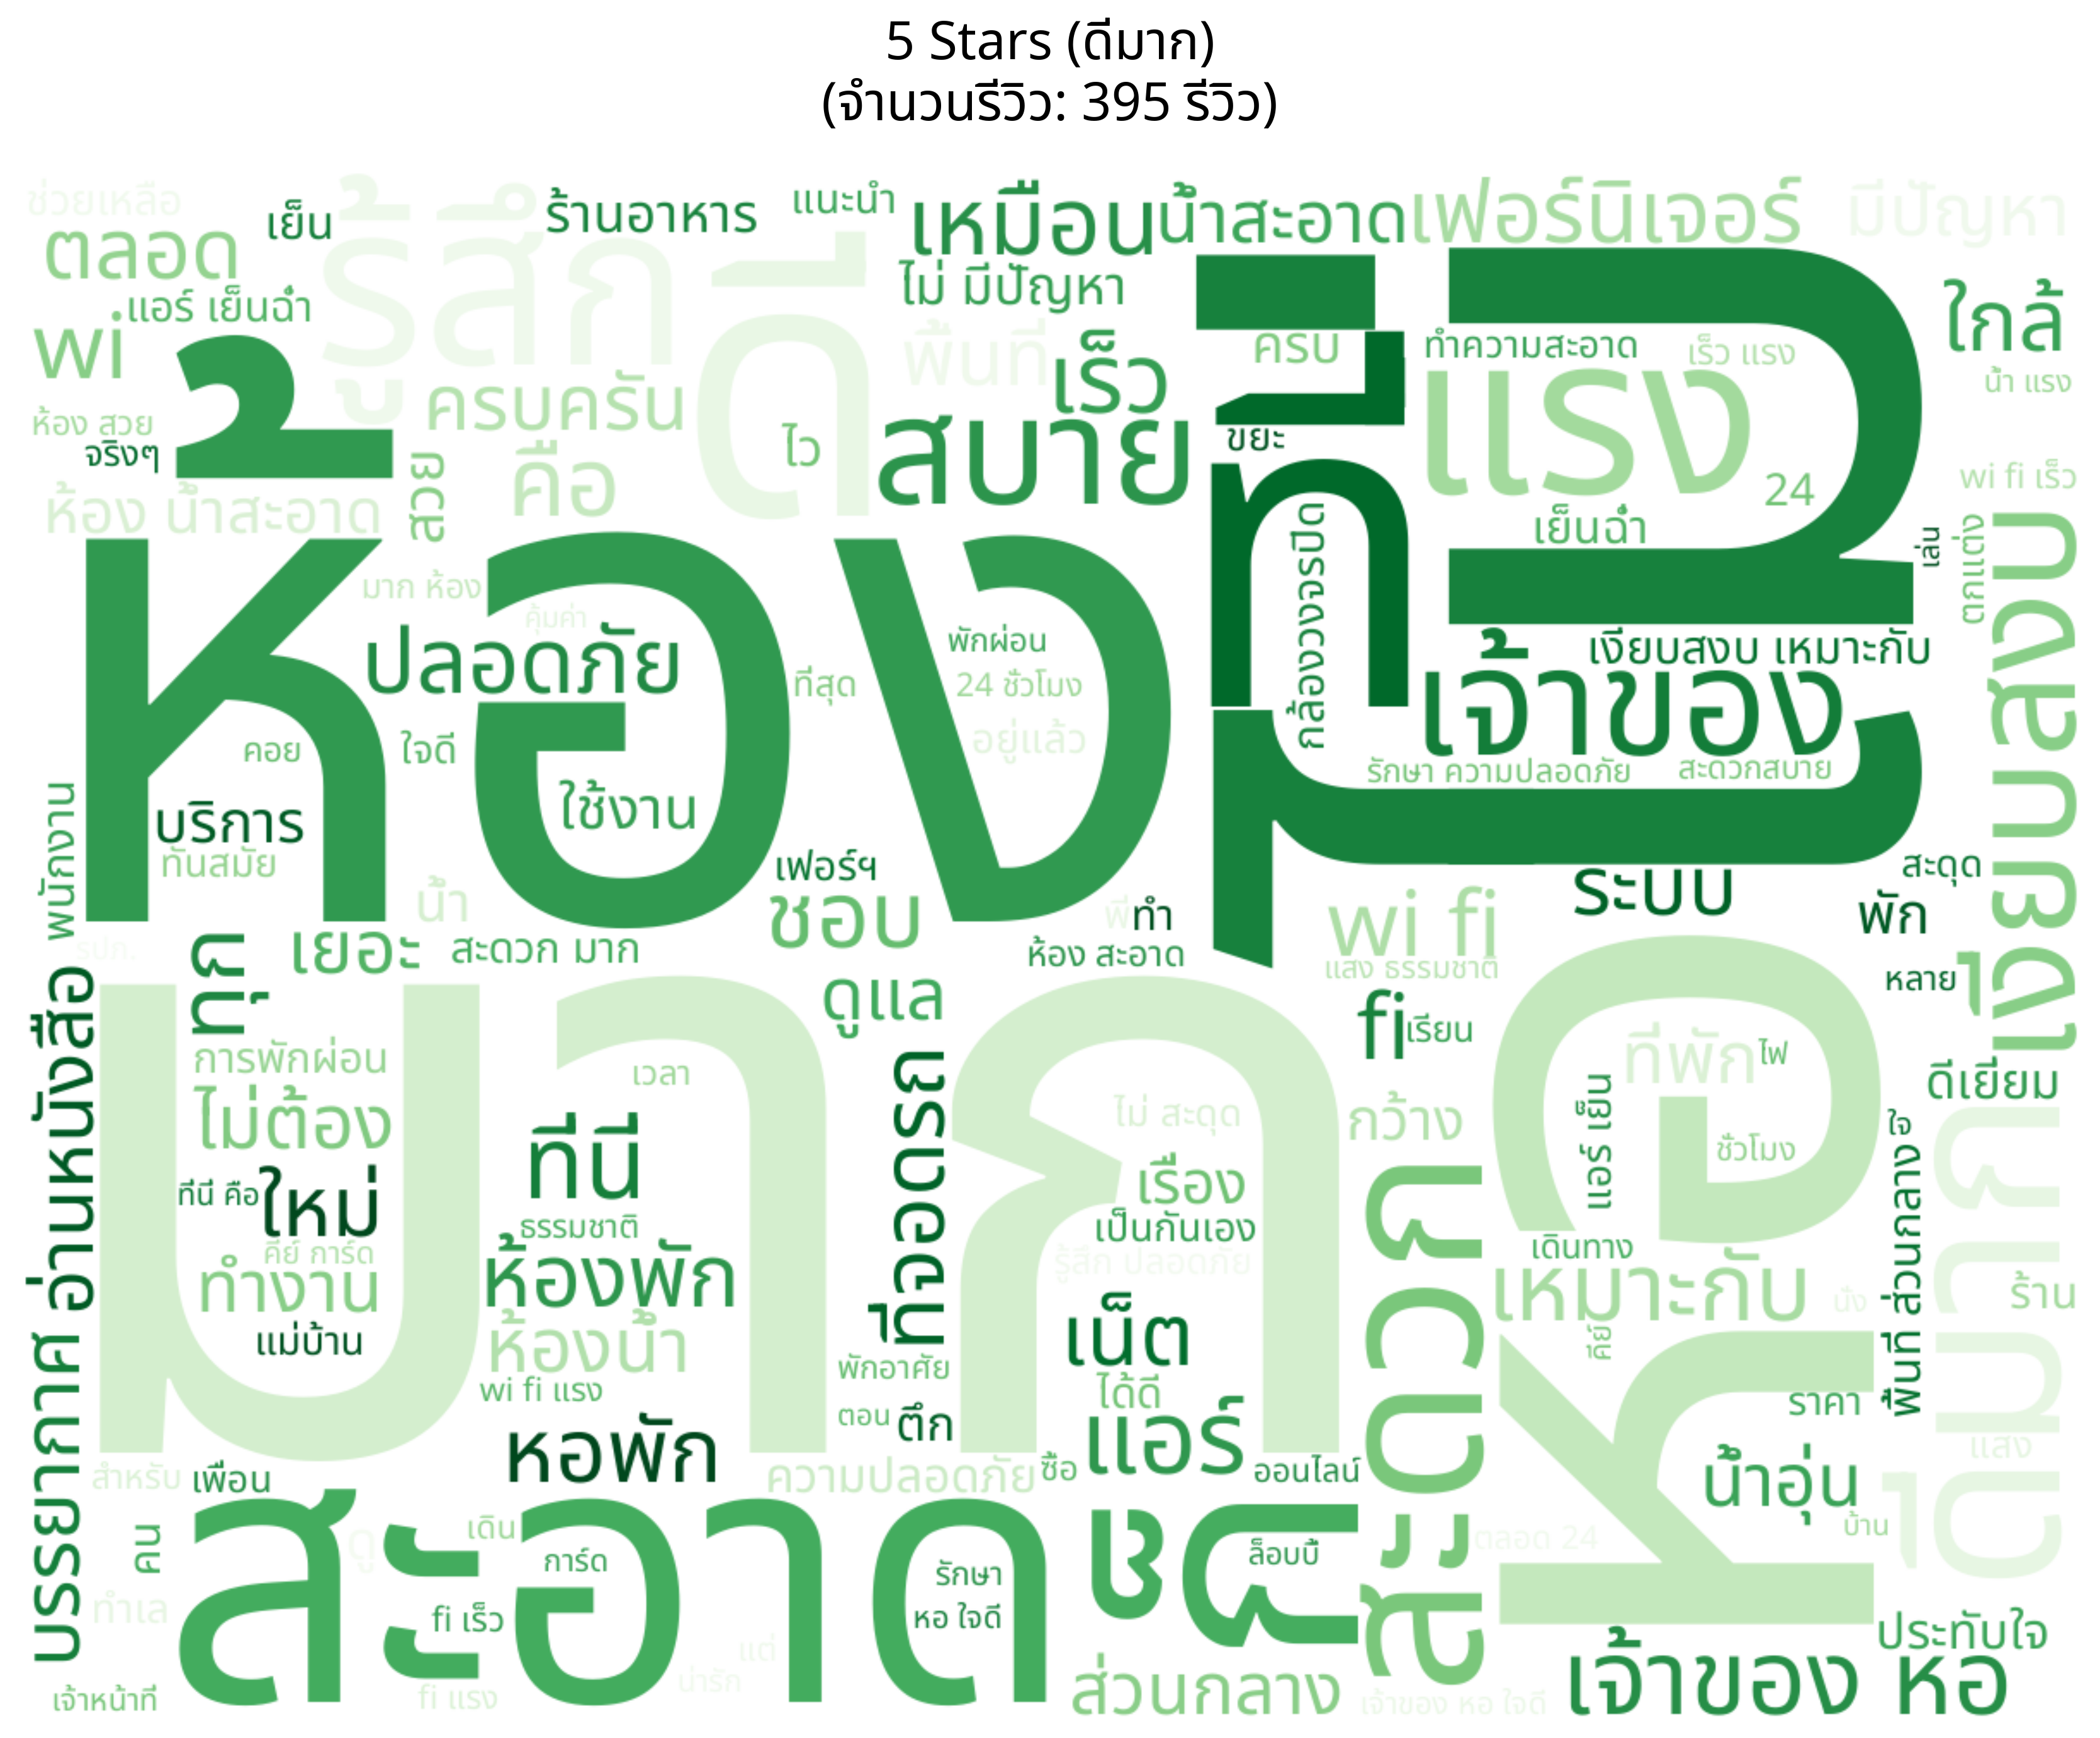 5 Stars (ดีมาก)
(จำนวนรีวิว: 395 รีวิว)
ช่วยเหลือ
เย็น
รู้สึก
ร้านอาหาร
แนะนำ
เหมือน
น้ำสะอาด
เฟอร์นิเจอร์
มีปัญหา
ตลอด
ดี
ไม่ มีปัญหา
ใกล้
wi
แอร์ เย็นฉ่ำ
พื้นที่
เร็ว
ครบ
ทำความสะอาด
เร็ว แรง
น้ำ แรง
ห้อง สวย
จริงๆ
ครบครัน
ไว
สบาย
ที่
ขยะ
แรง
24
wi fi เร็ว
ห้อง น้ำสะอาด
สวย
คือ
เย็นฉ่ำ
เล่น
ตกแต่ง
เงียบสงบ
ห้อง
มาก ห้อง
คุ้มค่า
ปลอดภัย
พักผ่อน
ที่สุด
24 ชั่วโมง
อยู่แล้ว
กล้องวงจรปิด
เงียบสงบ เหมาะกับ
เจ้าของ
รักษา ความปลอดภัย
สะดวกสบาย
คอย
ใจดี
ใช้งาน
บริการ
ทันสมัย
พนักงาน
น้ำ
เฟอร์ฯ
ชอบ
พี่
ทำ
wi fi
ระบบ
สะดุด
พัก
รปภ.
ทุก
เยอะ
สะดวก มาก
ห้อง สะอาด
แสง ธรรมชาติ
หลาย
อ่านหนังสือ
มาก
ดูแล
fi
เรียน
หอ
ที่พัก
ไฟ
การพักผ่อน
เวลา
ที่จอดรถ
ไม่ สะดุด
กว้าง
แอร์ เย็น
ชั่วโมง
ดีเยี่ยม
ใจ
ดีมาก
ไม่ต้อง
ที่นี่
เรื่อง
ที่นี่ คือ
ใหม่
ธรรมชาติ
เป็นกันเอง
สะดวก
เดินทาง
พื้นที่ ส่วนกลาง
คีย์ การ์ด
ทำงาน
ห้องพัก
รู้สึก ปลอดภัย
เหมาะกับ
นั่ง
ร้าน
แม่บ้าน
ห้องน้ำ
เน็ต
คีย์
wi fi แรง
พักอาศัย
ได้ดี
ราคา
บรรยากาศ
หอพัก
ตอน
ตึก
แอร์
น้ำอุ่น
แสง
สำหรับ
เพื่อน
ความปลอดภัย
ซื้อ
ออนไลน์
บ้าน
คน
สะอาด
ดู
เดิน
การ์ด
รักษา
ล็อบบี้
ตลอด 24
ทำเล
fi เร็ว
หอ ใจดี
แต่
น่ารัก
ส่วนกลาง
ประทับใจ
เจ้าหน้าที่
fi แรง
เจ้าของ หอ ใจดี
เจ้าของ หอ